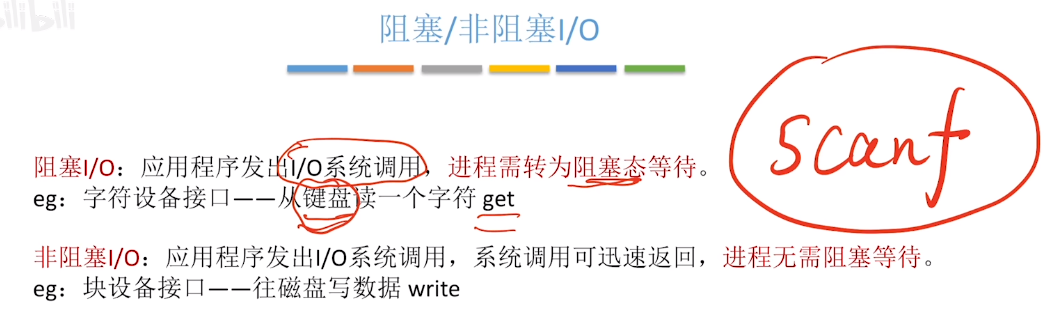 bilibili
阻塞/非阻塞I/O
scanf
阻塞I/O：应用程序发出I/O系统调用，进程需转为阻塞态等待。
eg：字符设备接口——从键盘读一个字符 get
非阻塞I/O：应用程序发出I/O系统调用，系统调用可迅速返回，进程无需阻塞等待。
eg：块设备接口——往磁盘写数据 write